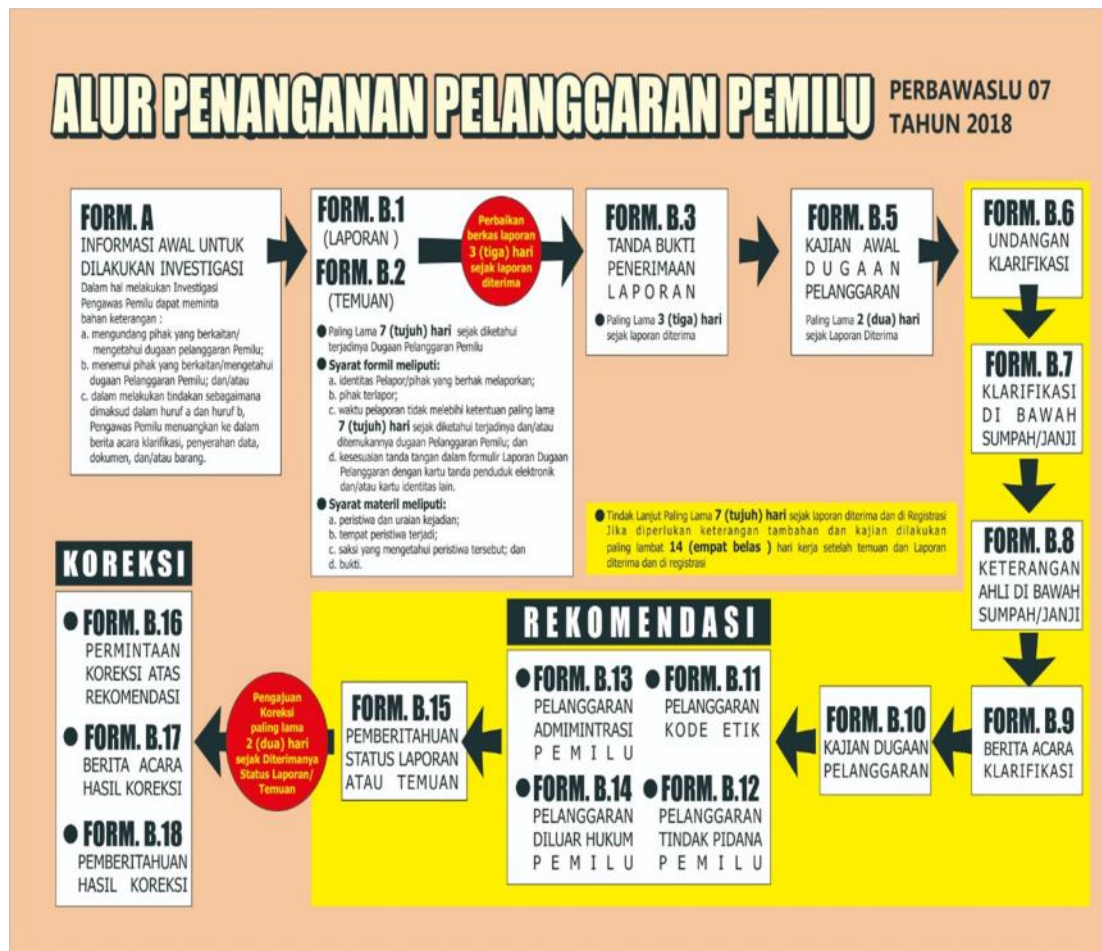 ALUR PENANGANAN PELANGGARAN PEMILU
PERBAWASLU 07
TAHUN 2018
FORM. A
INFORMASI AWAL UNTUK
DILAKUKAN INVESTIGASI
Dalam hal melakukan Investigasi
Pengawas Pemilu dapat meminta
bahan keterangan :
a. mengundang pihak yang berkaitan/
mengetahui dugaan pelanggaran Pemilu;
b. menemui pihak yang berkaitan/mengetahui
dugaan Pelanggaran Pemilu; dan/atau
c. dalam melakukan tindakan sebagaimana
dimaksud dalam huruf a dan huruf b,
Pengawas Pemilu menuangkan ke dalam
berita acara klarifikasi, penyerahan data,
dokumen, dan/atau barang.
FORM. B.1
(LAPORAN )
FORM. B.2
(TEMUAN)
Perbaikan
berkas laporan
3 (tiga) hari
sejak laporan
diterima
● Paling Lama 7 (tujuh) hari sejak diketahui
terjadinya Dugaan Pelanggaran Pemilu
● Syarat formil meliputi:
a. identitas Pelapor/pihak yang berhak melaporkan;
b. pihak terlapor;
c. waktu pelaporan tidak melebihi ketentuan paling lama
7 (tujuh) hari sejak diketahui terjadinya dan/atau
ditemukannya dugaan Pelanggaran Pemilu; dan
d. kesesuaian tanda tangan dalam formulir Laporan Dugaan
Pelanggaran dengan kartu tanda penduduk elektronik
dan/atau kartu identitas lain.
● Syarat materil meliputi:
a. peristiwa dan uraian kejadian;
b. tempat peristiwa terjadi;
c. saksi yang mengetahui peristiwa tersebut; dan
d. bukti.
FORM. B.3
TANDA BUKTI
PENERIMAAN
LAPORAN
● Paling Lama 3 (tiga) hari
sejak laporan diterima
FORM. B.5
KAJIAN AWAL
DUGAAN
PELANGGARAN
Paling Lama 2 (dua) hari
sejak Laporan Diterima
FORM. B.6
UNDANGAN
KLARIFIKASI
FORM. B.7
KLARIFIKASI
DI BAWAH
SUMPAH/JANJI
● Tindak Lanjut Paling Lama 7 (tujuh) hari sejak laporan diterima dan di Registrasi
Jika diperlukan keterangan tambahan dan kajian dilakukan
paling lambat 14 (empat belas ) hari kerja setelah temuan dan Laporan
diterima dan di registrasi
FORM. B.8
KETERANGAN
AHLI DI BAWAH
SUMPAH/JANJI
FORM. B.9
BERITA ACARA
KLARIFIKASI
FORM. B.10
KAJIAN DUGAAN
PELANGGARAN
REKOMENDASI
● FORM. B.13
PELANGGARAN
ADMIMINTRASI
PEMILU
● FORM. B.11
PELANGGARAN
KODE ETIK
● FORM. B.14
PELANGGARAN
DILUAR HUKUM
PEMILU
● FORM. B.12
PELANGGARAN
TINDAK PIDANA
PEMILU
FORM. B.15
PEMBERITAHUAN
STATUS LAPORAN
ATAU TEMUAN
Pengajuan
Koreksi
paling lama
2 (dua) hari
sejak Diterimanya
Status Laporan/
Temuan
KOREKSI
● FORM. B.16
PERMINTAAN
KOREKSI ATAS
REKOMENDASI
● FORM. B.17
BERITA ACARA
HASIL KOREKSI
● FORM. B.18
PEMBERITAHUAN
HASIL KOREKSI